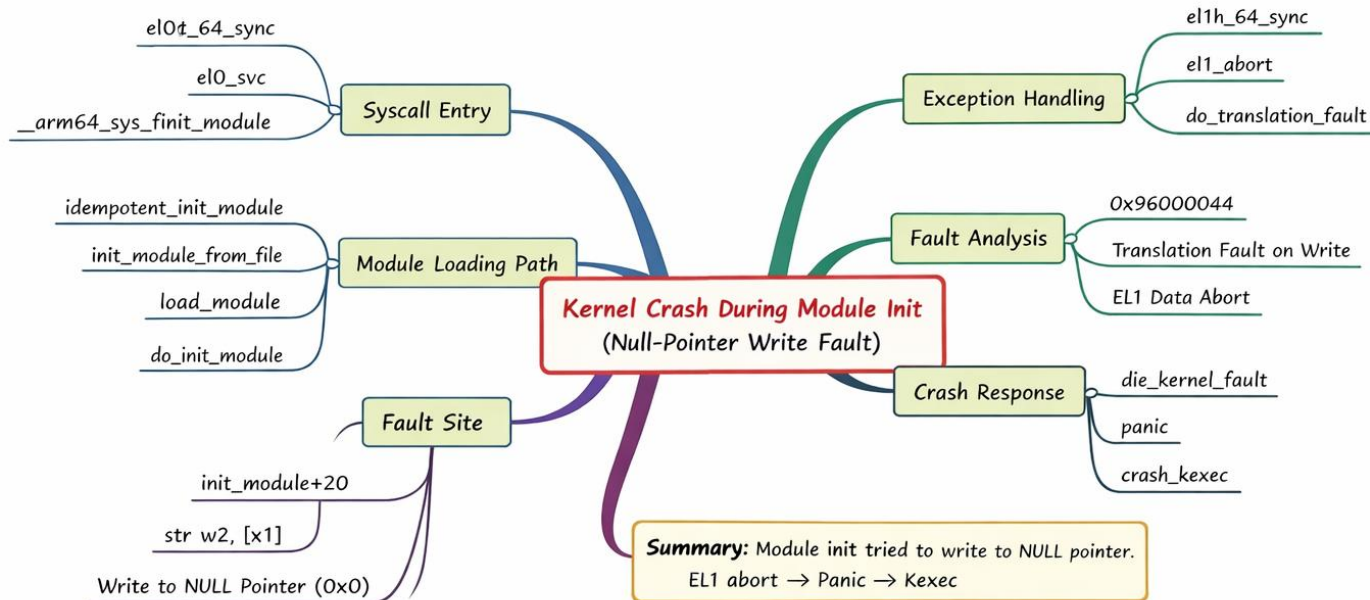 Kernel Crash During Module Init
(Null-Pointer Write Fault)
Syscall Entry
el0t_64_sync
el0_svc
__arm64_sys_finit_module
Module Loading Path
idempotent_init_module
init_module_from_file
load_module
do_init_module
Fault Site
init_module+20
str w2, [x1]
Write to NULL Pointer (0x0)
Exception Handling
el1h_64_sync
el1_abort
do_translation_fault
Fault Analysis
0x96000044
Translation Fault on Write
EL1 Data Abort
Crash Response
die_kernel_fault
panic
crash_kexec
Summary: Module init tried to write to NULL pointer.
EL1 abort → Panic → Kexec